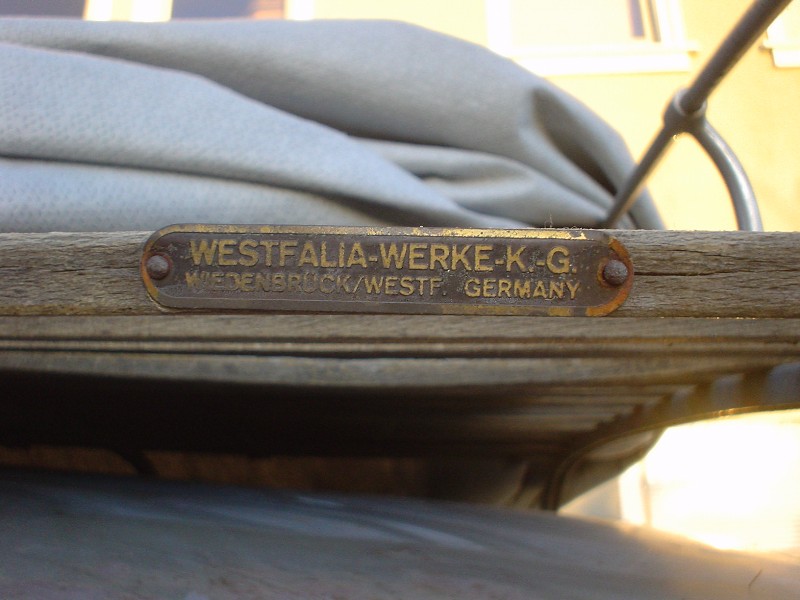 WESTFALIA-WERKE-K.-G.
WIEDENBRÜCK/WESTF. GERMANY